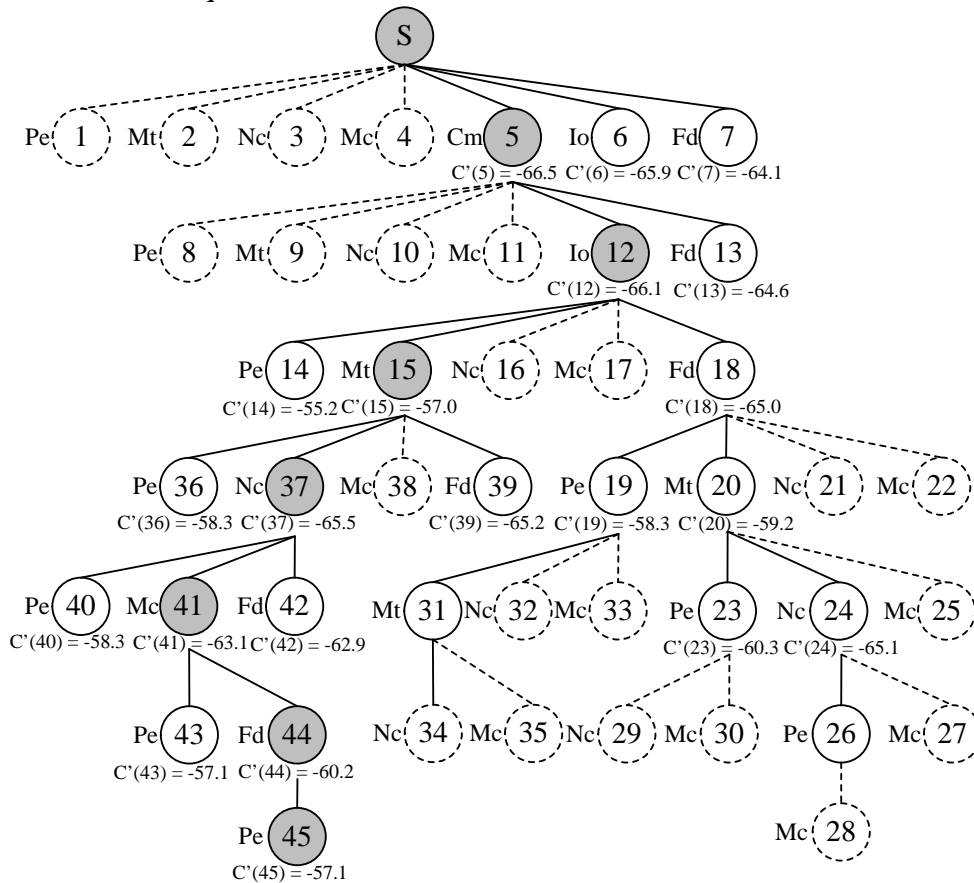 S
Pe 1 Mt 2 Nc 3 Mc 4 Cm 5 Io 6 Fd 7
C’(5) = -66.5 C’(6) = -65.9 C’(7) = -64.1
Pe 8 Mt 9 Nc 10 Mc 11 Io 12 Fd 13
C’(12) = -66.1 C’(13) = -64.6
Pe 14 Mt 15 Nc 16 Mc 17 Fd 18
C’(14) = -55.2 C’(15) = -57.0 C’(18) = -65.0
Pe 36 Nc 37 Mc 38 Fd 39 Pe 19 Mt 20 Nc 21 Mc 22
C’(36) = -58.3 C’(37) = -65.5 C’(39) = -65.2 C’(19) = -58.3 C’(20) = -59.2
Pe 40 Mc 41 Fd 42 Mt 31 Nc 32 Mc 33 Pe 23 Nc 24 Mc 25
C’(40) = -58.3 C’(41) = -63.1 C’(42) = -62.9 C’(23) = -60.3 C’(24) = -65.1
Pe 43 Fd 44 Nc 34 Mc 35 Nc 29 Mc 30 Pe 26 Mc 27
C’(43) = -57.1 C’(44) = -60.2
Pe 45 Mc 28
C’(45) = -57.1